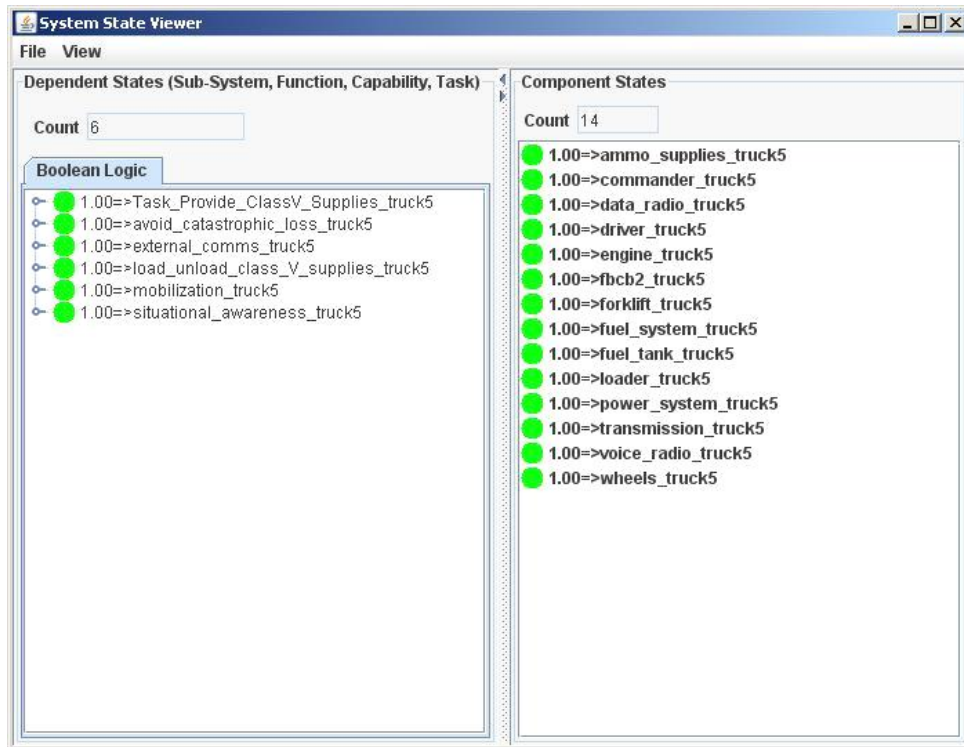 System State Viewer
File View
Dependent States (Sub-System, Function, Capability, Task)
Count 6
Boolean Logic
1.00=>Task_Provide_ClassV_Supplies_truck5
1.00=>avoid_catastrophic_loss_truck5
1.00=>external_comms_truck5
1.00=>load_unload_class_V_supplies_truck5
1.00=>mobilization_truck5
1.00=>situational_awareness_truck5
Component States
Count 14
1.00=>ammo_supplies_truck5
1.00=>commander_truck5
1.00=>data_radio_truck5
1.00=>driver_truck5
1.00=>engine_truck5
1.00=>fbcb2_truck5
1.00=>forklift_truck5
1.00=>fuel_system_truck5
1.00=>fuel_tank_truck5
1.00=>loader_truck5
1.00=>power_system_truck5
1.00=>transmission_truck5
1.00=>voice_radio_truck5
1.00=>wheels_truck5